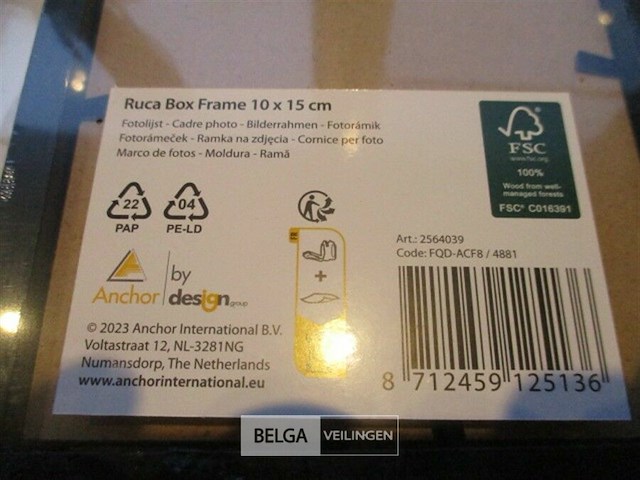 Ruca Box Frame 10 x 15 cm
Fotolijst - Cadre photo - Bilderrahmen - Fotorámik
Fotorámeček - Ramka na zdjęcia - Cornice per foto
Marco de fotos - Moldura - Ramă
FSC
www.fsc.org
100%
Wood from well-
managed forests
FSC® C016391
22
PAP
04
PE-LD
FR
+
Art.: 2564039
Code: FQD-ACF8 / 4881
Anchor by design group
© 2023 Anchor International B.V.
Voltastraat 12, NL-3281NG
Numansdorp, The Netherlands
www.anchorinternational.eu
8 712459 125136
BELGA VEILINGEN